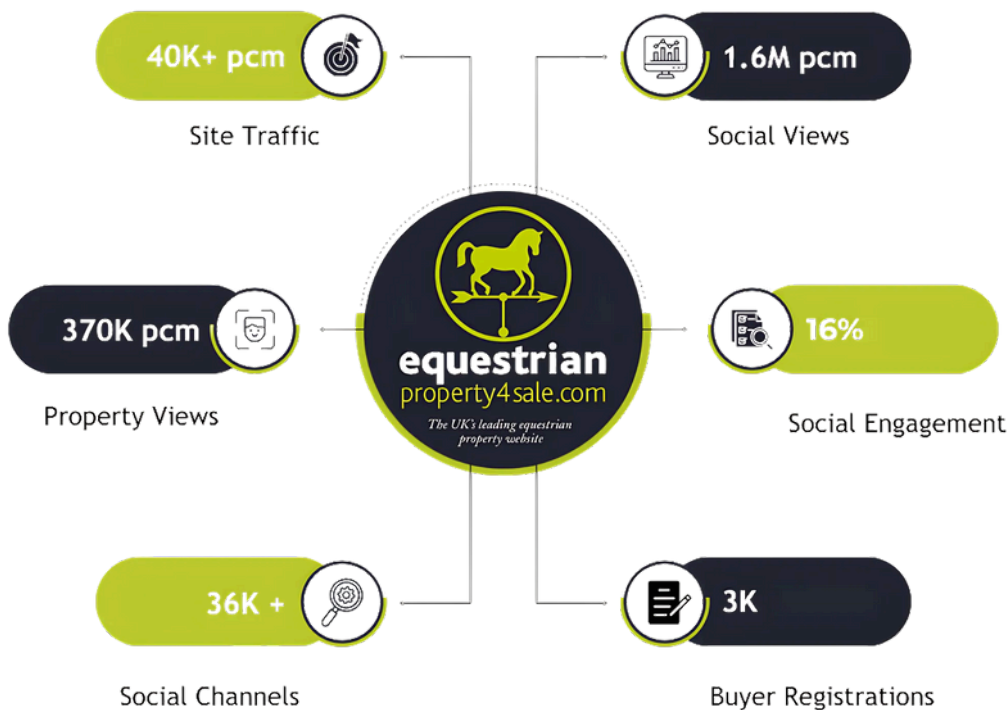 40K+ pcm
Site Traffic
1.6M pcm
Social Views
370K pcm
Property Views
equestrian
property4sale.com
The UK's leading equestrian
property website
16%
Social Engagement
36K +
Social Channels
3K
Buyer Registrations